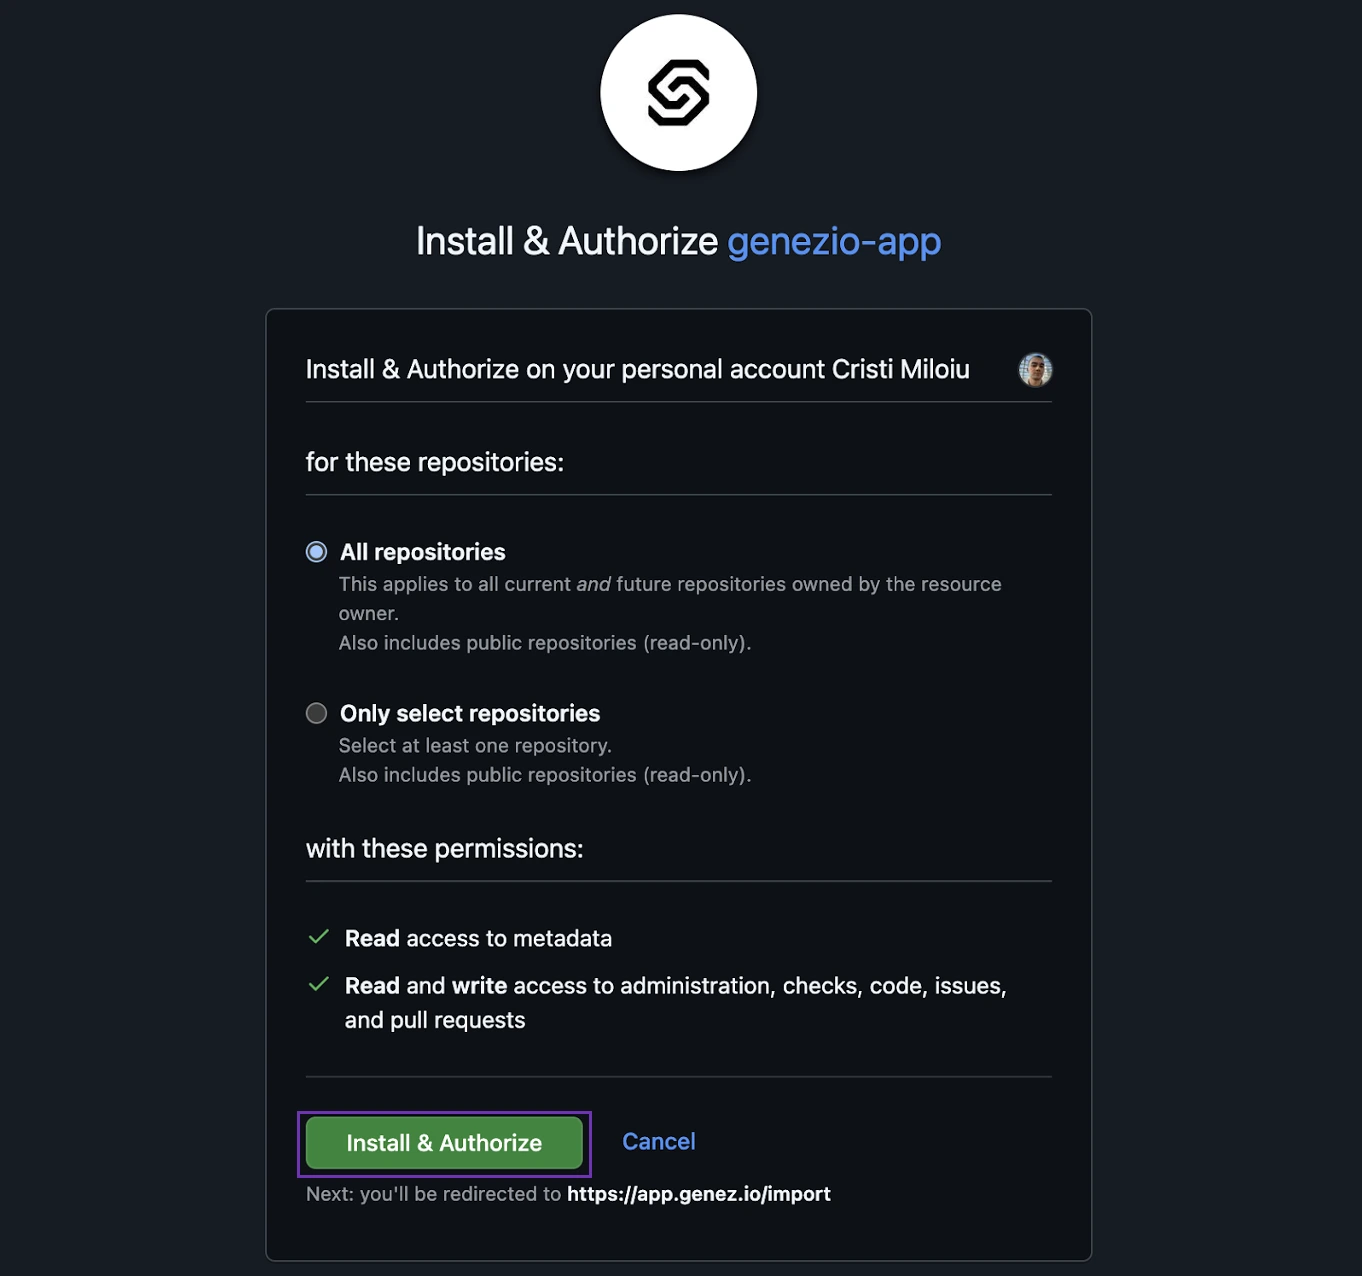 Install & Authorize genezio-app
Install & Authorize on your personal account Cristi Miloiu
for these repositories:
All repositories
This applies to all current and future repositories owned by the resource
owner.
Also includes public repositories (read-only).
Only select repositories
Select at least one repository.
Also includes public repositories (read-only).
with these permissions:
Read access to metadata
Read and write access to administration, checks, code, issues,
and pull requests
Install & Authorize Cancel
Next: you'll be redirected to https://app.genez.io/import